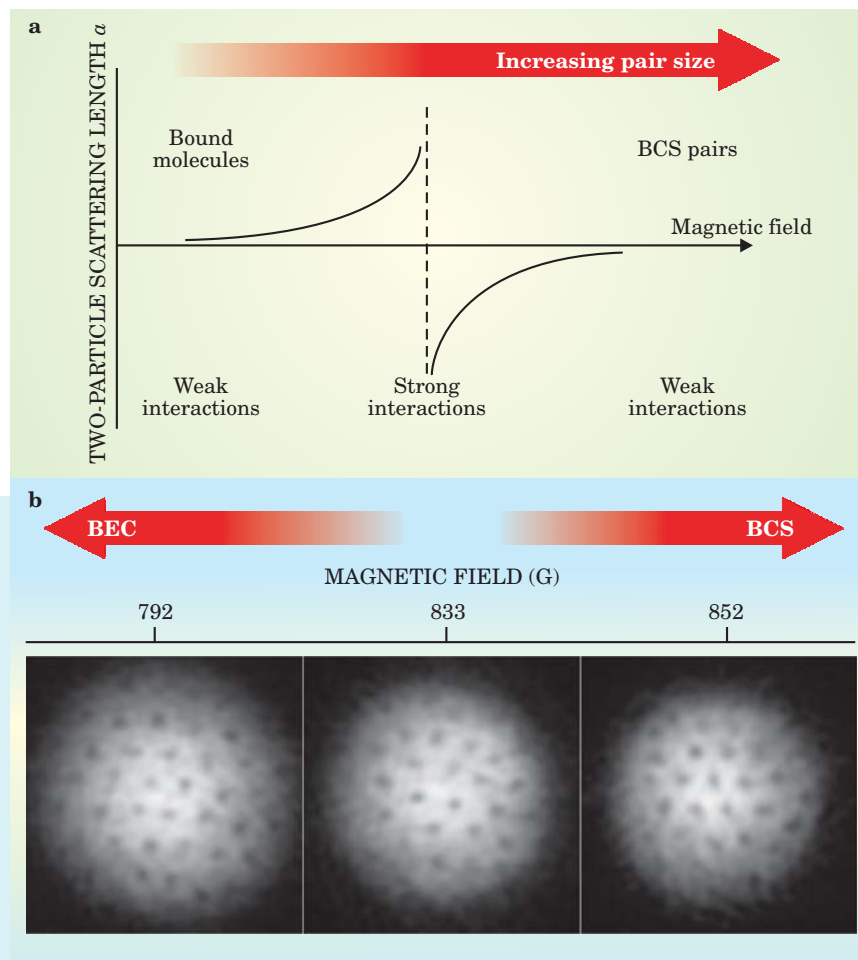 a
Increasing pair size
TWO-PARTICLE SCATTERING LENGTH a
Bound
molecules
BCS pairs
Magnetic field
Weak
interactions
Strong
interactions
Weak
interactions
b
BEC
BCS
MAGNETIC FIELD (G)
792
833
852